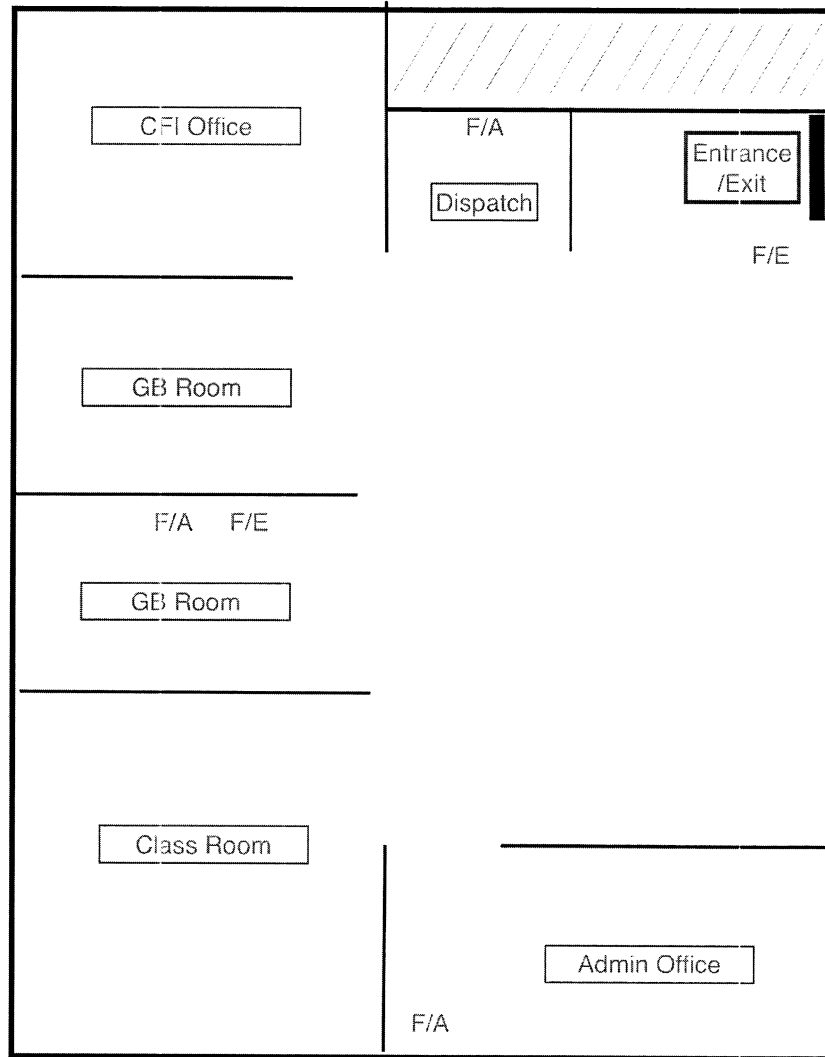 CFI Office
F/A
Entrance
/Exit
Dispatch
F/E
GB Room
F/A F/E
GB Room
Class Room
Admin Office
F/A